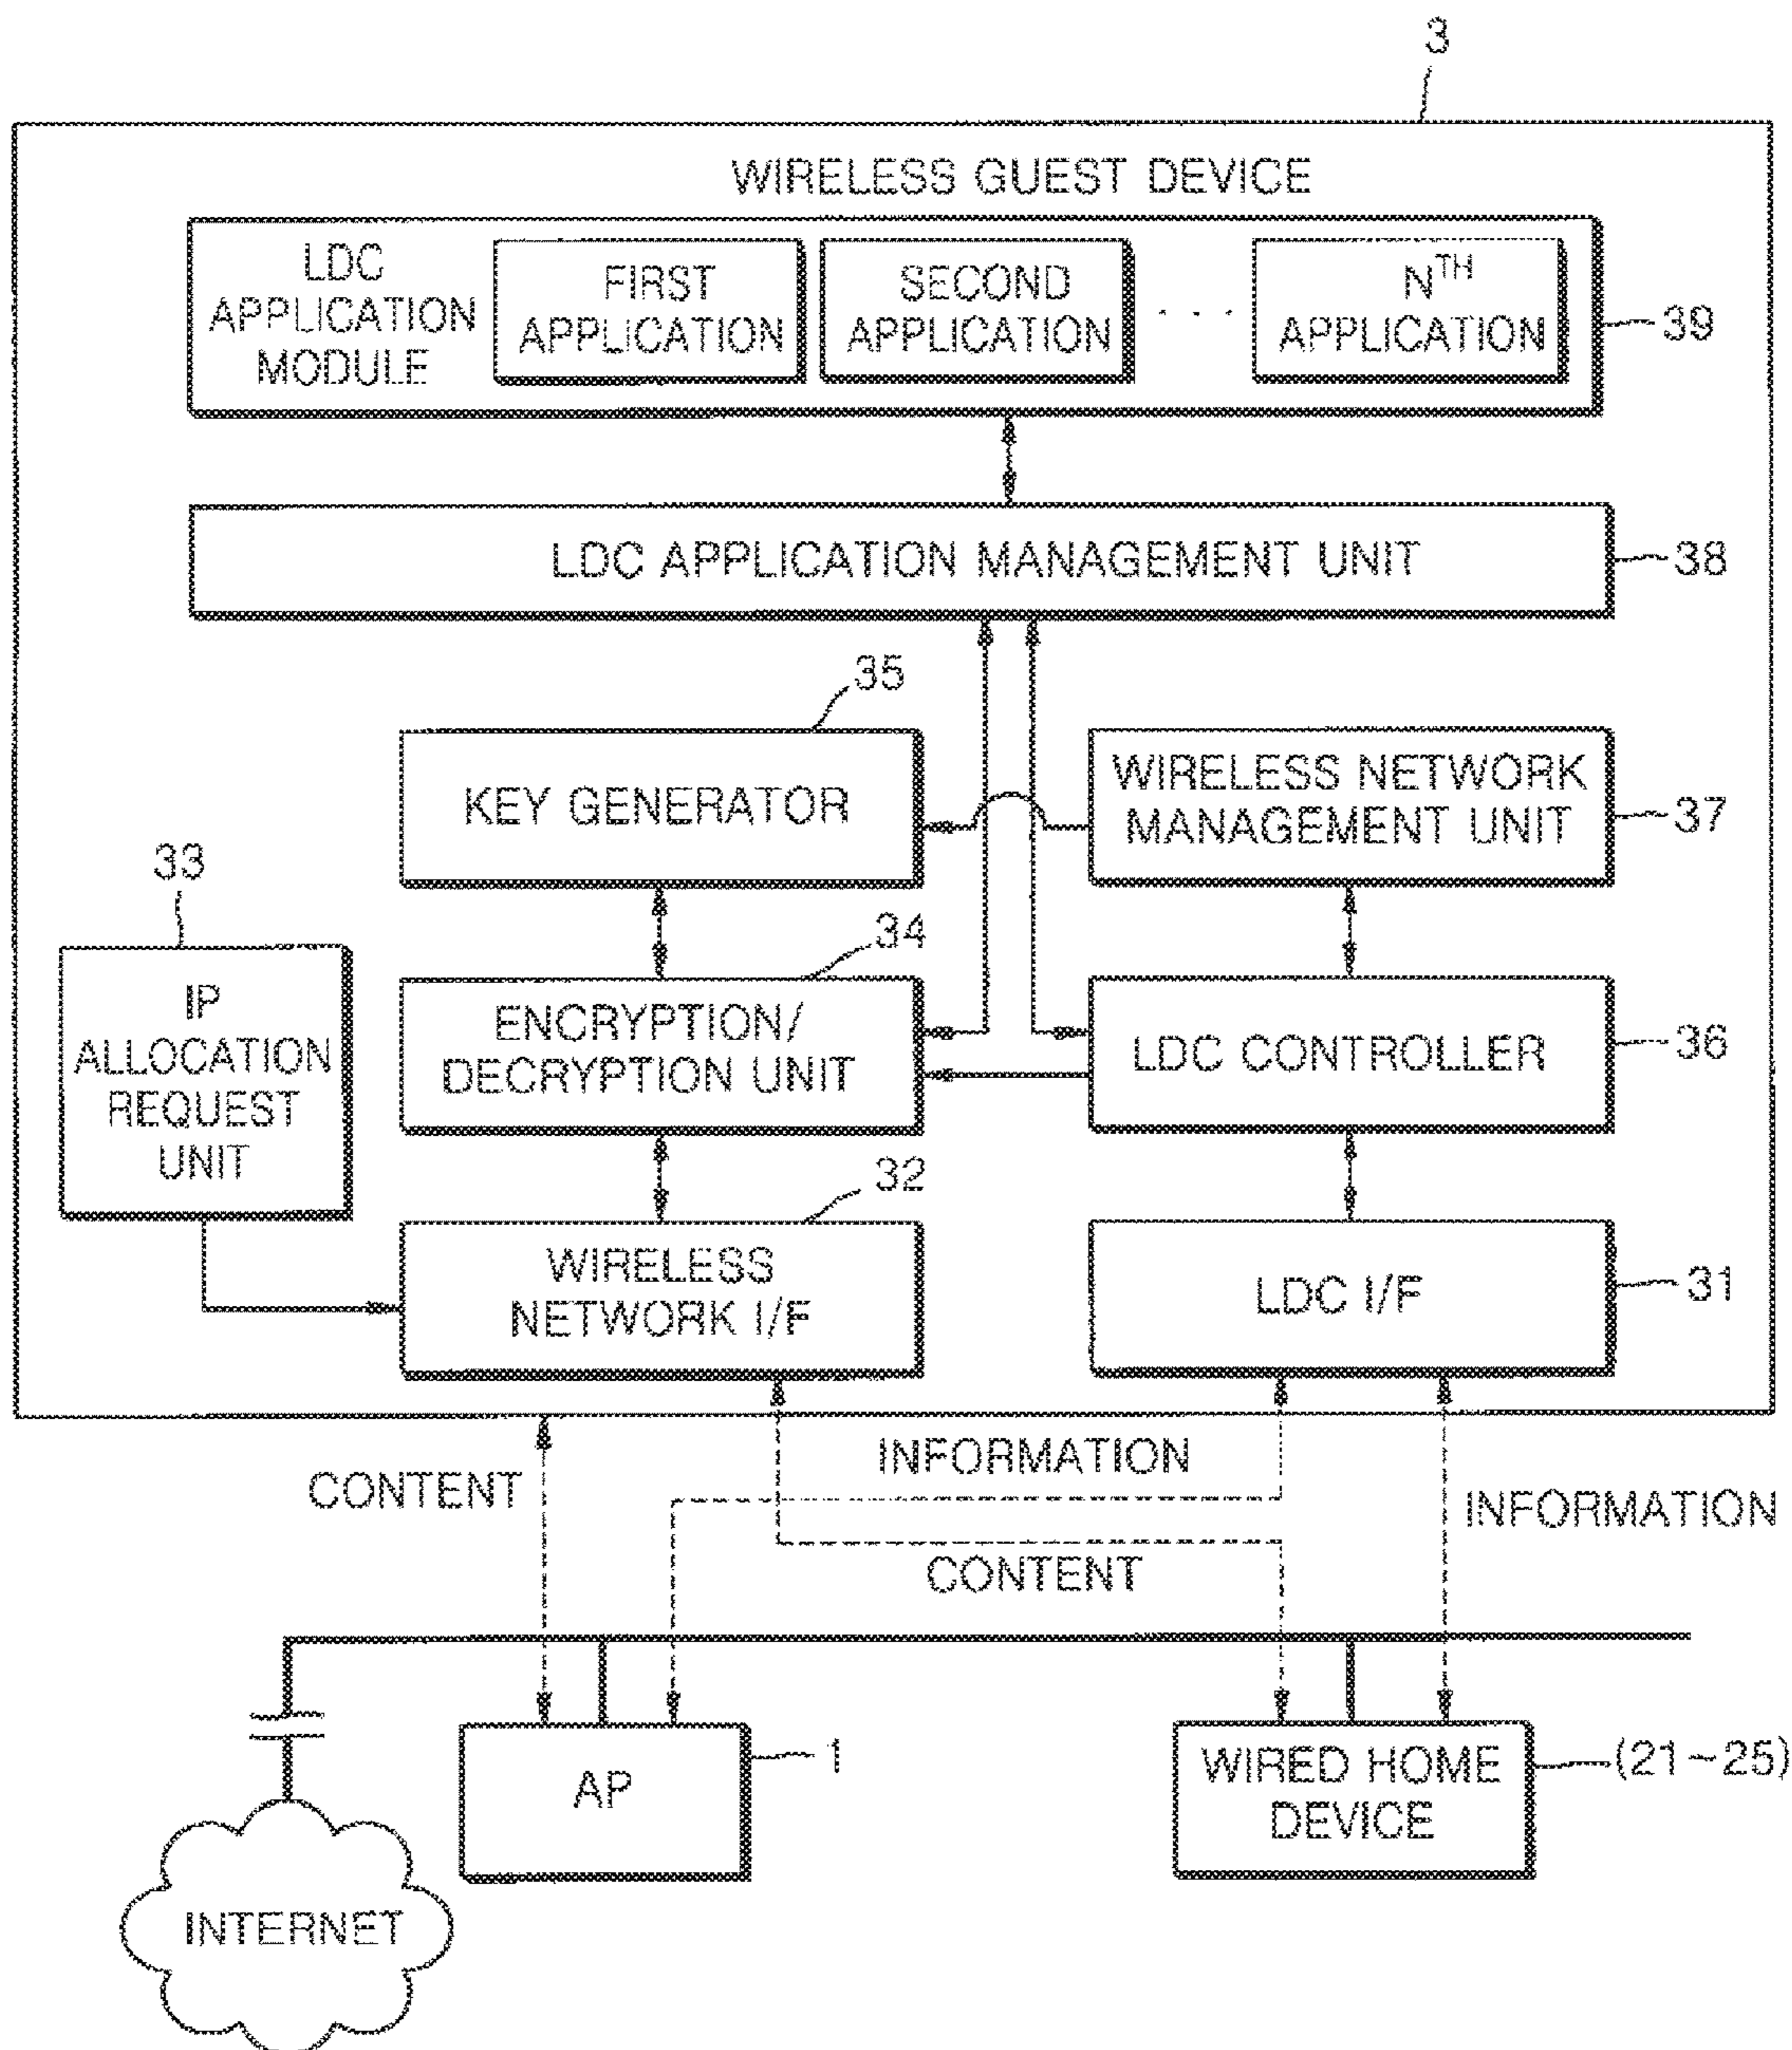 3
WIRELESS GUEST DEVICE
LDC
APPLICATION
MODULE
FIRST
APPLICATION
SECOND
APPLICATION
. . .
NTH
APPLICATION
39
LDC APPLICATION MANAGEMENT UNIT
38
35
KEY GENERATOR
WIRELESS NETWORK
MANAGEMENT UNIT
37
33
IP
ALLOCATION
REQUEST
UNIT
34
ENCRYPTION/
DECRYPTION UNIT
LDC CONTROLLER
36
32
WIRELESS
NETWORK I/F
LDC I/F
31
CONTENT
INFORMATION
INFORMATION
CONTENT
AP
1
WIRED HOME
DEVICE
(21~25)
INTERNET